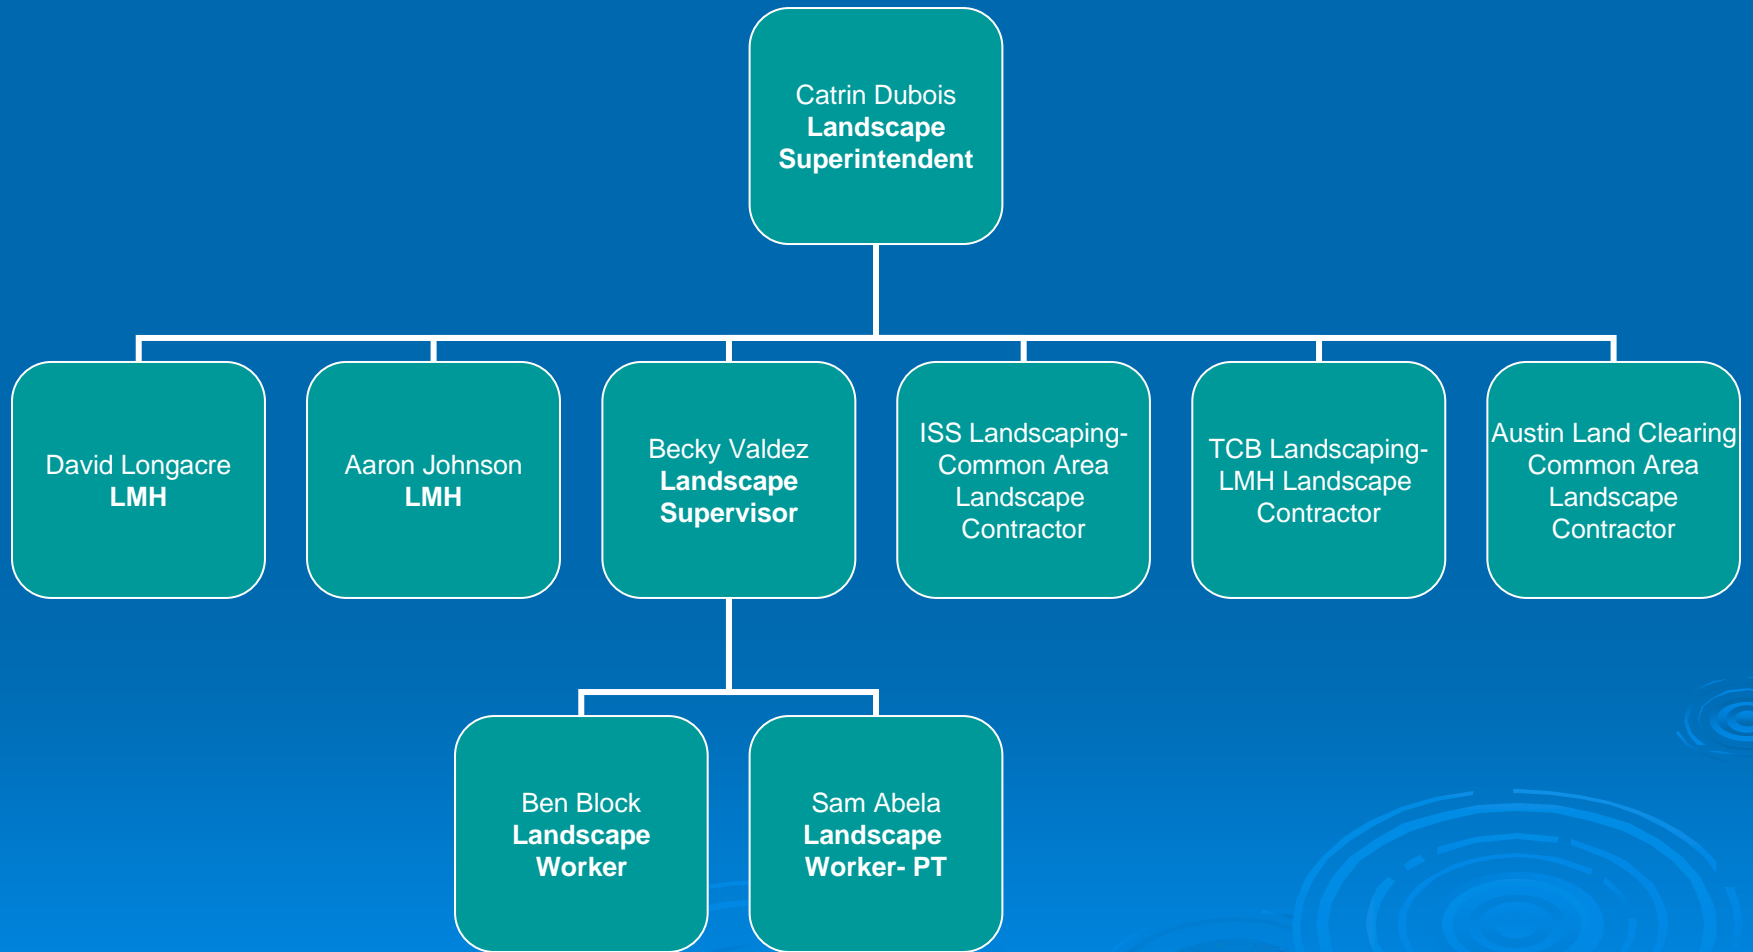 Catrin Dubois
Landscape
Superintendent
David Longacre
LMH
Aaron Johnson
LMH
Becky Valdez
Landscape
Supervisor
ISS Landscaping-
Common Area
Landscape
Contractor
TCB Landscaping-
LMH Landscape
Contractor
Austin Land Clearing
Common Area
Landscape
Contractor
Ben Block
Landscape
Worker
Sam Abela
Landscape
Worker- PT